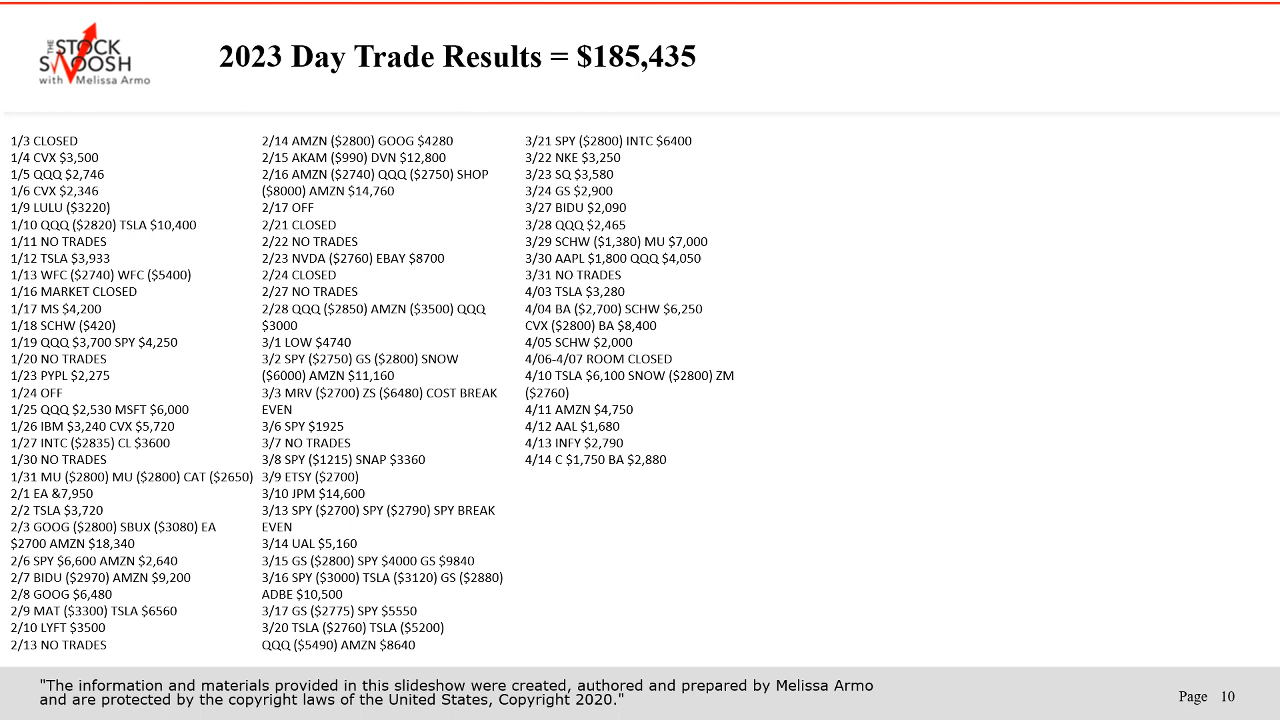 THE
STOCK
SWOOSH
with Melissa Armo
2023 Day Trade Results = $185,435
1/3 CLOSED
1/4 CVX $3,500
1/5 QQQ $2,746
1/6 CVX $2,346
1/9 LULU ($3220)
1/10 QQQ ($2820) TSLA $10,400
1/11 NO TRADES
1/12 TSLA $3,933
1/13 WFC ($2740) WFC ($5400)
1/16 MARKET CLOSED
1/17 MS $4,200
1/18 SCHW ($420)
1/19 QQQ $3,700 SPY $4,250
1/20 NO TRADES
1/23 PYPL $2,275
1/24 OFF
1/25 QQQ $2,530 MSFT $6,000
1/26 IBM $3,240 CVX $5,720
1/27 INTC ($2835) CL $3600
1/30 NO TRADES
1/31 MU ($2800) MU ($2800) CAT ($2650)
2/1 EA &7,950
2/2 TSLA $3,720
2/3 GOOG ($2800) SBUX ($3080) EA
$2700 AMZN $18,340
2/6 SPY $6,600 AMZN $2,640
2/7 BIDU ($2970) AMZN $9,200
2/8 GOOG $6,480
2/9 MAT ($3300) TSLA $6560
2/10 LYFT $3500
2/13 NO TRADES
2/14 AMZN ($2800) GOOG $4280
2/15 AKAM ($990) DVN $12,800
2/16 AMZN ($2740) QQQ ($2750) SHOP
($8000) AMZN $14,760
2/17 OFF
2/21 CLOSED
2/22 NO TRADES
2/23 NVDA ($2760) EBAY $8700
2/24 CLOSED
2/27 NO TRADES
2/28 QQQ ($2850) AMZN ($3500) QQQ
$3000
3/1 LOW $4740
3/2 SPY ($2750) GS ($2800) SNOW
($6000) AMZN $11,160
3/3 MRV ($2700) ZS ($6480) COST BREAK
EVEN
3/6 SPY $1925
3/7 NO TRADES
3/8 SPY ($1215) SNAP $3360
3/9 ETSY ($2700)
3/10 JPM $14,600
3/13 SPY ($2700) SPY ($2790) SPY BREAK
EVEN
3/14 UAL $5,160
3/15 GS ($2800) SPY $4000 GS $9840
3/16 SPY ($3000) TSLA ($3120) GS ($2880)
ADBE $10,500
3/17 GS ($2775) SPY $5550
3/20 TSLA ($2760) TSLA ($5200)
QQQ ($5490) AMZN $8640
3/21 SPY ($2800) INTC $6400
3/22 NKE $3,250
3/23 SQ $3,580
3/24 GS $2,900
3/27 BIDU $2,090
3/28 QQQ $2,465
3/29 SCHW ($1,380) MU $7,000
3/30 AAPL $1,800 QQQ $4,050
3/31 NO TRADES
4/03 TSLA $3,280
4/04 BA ($2,700) SCHW $6,250
CVX ($2800) BA $8,400
4/05 SCHW $2,000
4/06-4/07 ROOM CLOSED
4/10 TSLA $6,100 SNOW ($2800) ZM
($2760)
4/11 AMZN $4,750
4/12 AAL $1,680
4/13 INFY $2,790
4/14 C $1,750 BA $2,880
"The information and materials provided in this slideshow were created, authored and prepared by Melissa Armo
and are protected by the copyright laws of the United States, Copyright 2020."
Page 10